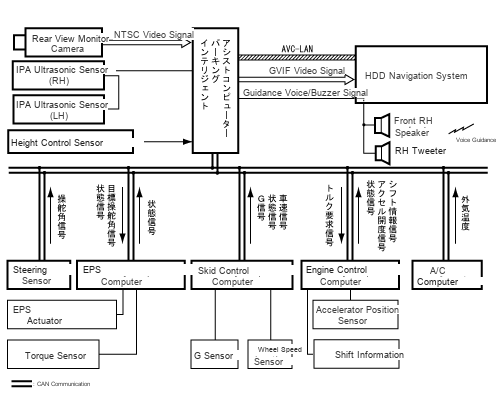 Rear View Monitor
Camera
NTSC Video Signal
IPA Ultrasonic Sensor
(RH)
IPA Ultrasonic Sensor
(LH)
Height Control Sensor
インテリジェント
パーキング
アシストコンピューター
AVC-LAN
GVIF Video Signal
Guidance Voice/Buzzer Signal
HDD Navigation System
Front RH
Speaker
RH Tweeter
Voice Guidance
操舵角信号
状態信号
目標操舵角信号
状態信号
G信号
状態信号
車速信号
トルク要求信号
状態信号
アクセル開度信号
シフト情報信号
外気温度
Steering
Sensor
EPS
Computer
Skid Control
Computer
Engine Control
Computer
A/C
Computer
EPS
Actuator
Torque Sensor
G Sensor
Wheel Speed
Sensor
Accelerator Position
Sensor
Shift Information
CAN Communication